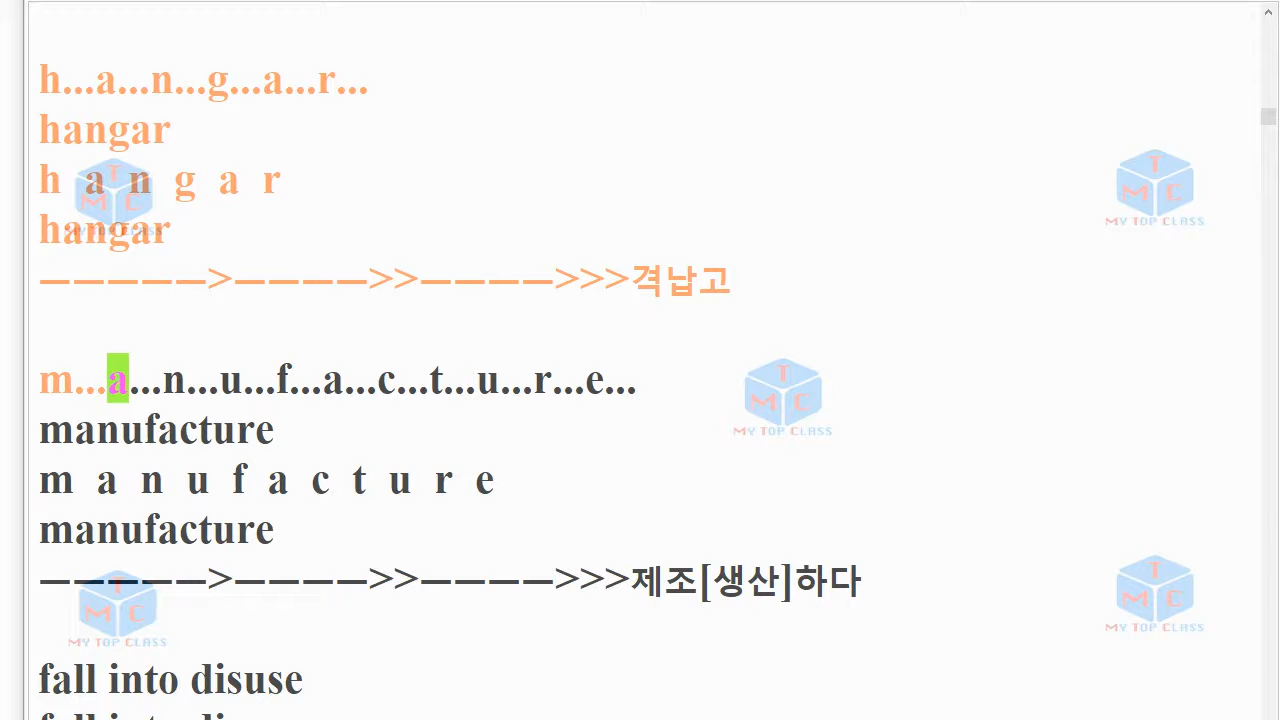 h...a...n...g...a...r...
hangar
h a n g a r
hangar
—————>————>>————>>>격납고
m...a...n...u...f...a...c...t...u...r...e...
manufacture
m a n u f a c t u r e
manufacture
—————>————>>————>>>제조[생산]하다
fall into disuse
T
M C
MY TOP CLASS
T
M C
MY TOP CLASS
T
M C
MY TOP CLASS
T
M C
MY TOP CLASS
T
M C
MY TOP CLASS